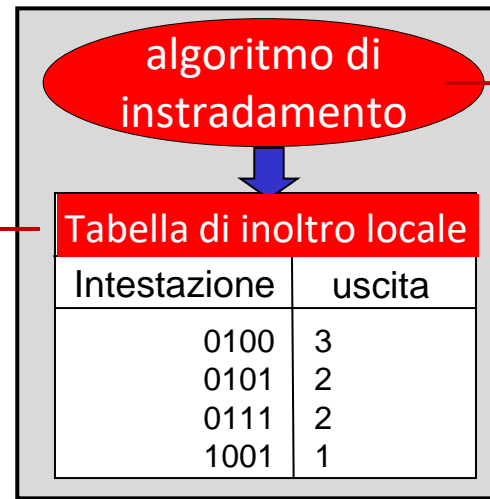 algoritmo di
instradamento
Tabella di inoltro locale
Intestazione uscita
0100 3
0101 2
0111 2
1001 1